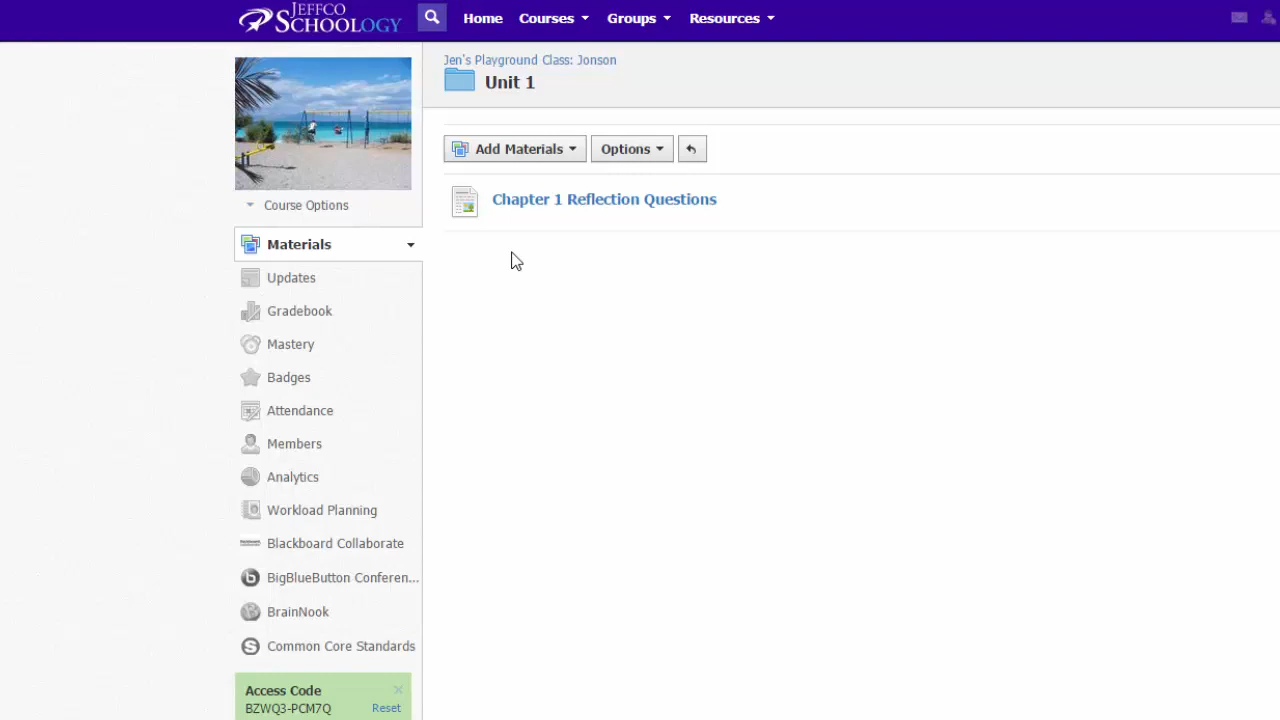 JEFFCO
SCHOOLOGY
Home
Courses
Groups
Resources
Jen's Playground Class: Jonson
Unit 1
Add Materials
Options
Chapter 1 Reflection Questions
Course Options
Materials
Updates
Gradebook
Mastery
Badges
Attendance
Members
Analytics
Workload Planning
Blackboard Collaborate
BigBlueButton Conferen...
BrainNook
Common Core Standards
Access Code
BZWQ3-PCM7Q Reset